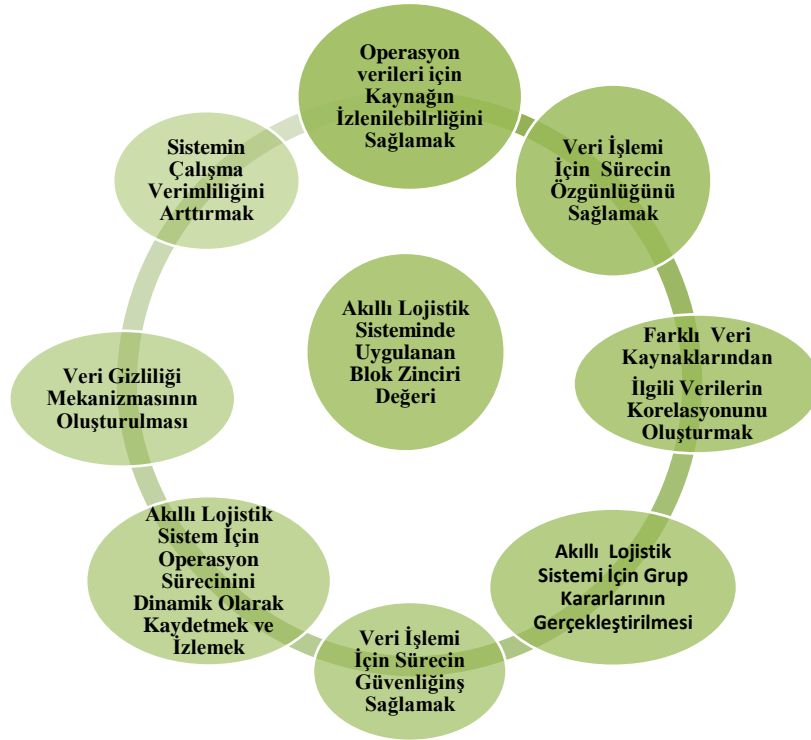 Operasyon
verileri için
Kaynağın
İzlenilebilrliğini
Sağlamak
Veri İşlemi
İçin Sürecin
Özgünlüğünü
Sağlamak
Farklı Veri
Kaynaklarından
İlgili Verilerin
Korelasyonunu
Oluşturmak
Akıllı Lojistik
Sistemi İçin Grup
Kararlarının
Gerçekleştirilmesi
Veri İşlemi
İçin Sürecin
Güvenliğinş
Sağlamak
Akıllı Lojistik
Sistem İçin
Operasyon
Sürecinini
Dinamik Olarak
Kaydetmek ve
İzlemek
Veri Gizliliği
Mekanizmasının
Oluşturulması
Sistemin
Çalışma
Verimliliğini
Arttırmak
Akıllı Lojistik
Sisteminde
Uygulanan
Blok Zinciri
Değeri